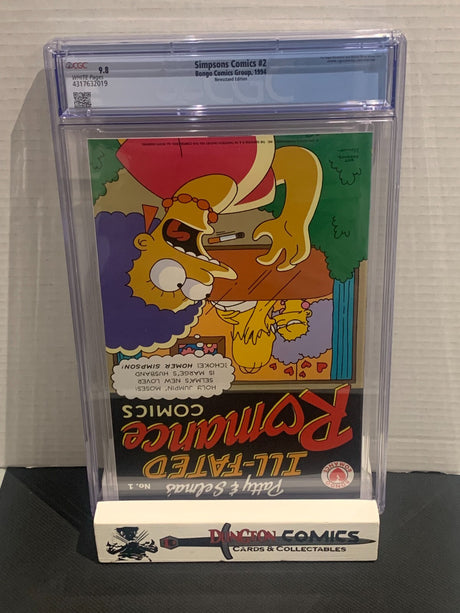 CGC 9.8
WHITE Pages
4317632019
Simpsons Comics #2
Bongo Comics Group, 1994
Newsstand Edition
Patty & Selma's
No. 1
ILL-FATED
Romance
COMICS
HOLY JUMPIN' MOSES!
SELMA'S NEW LOVER
IS MARGE'S HUSBAND
(CHOKE) HOMER SIMPSON!
DUNGEON COMICS
CARDS & COLLECTABLES